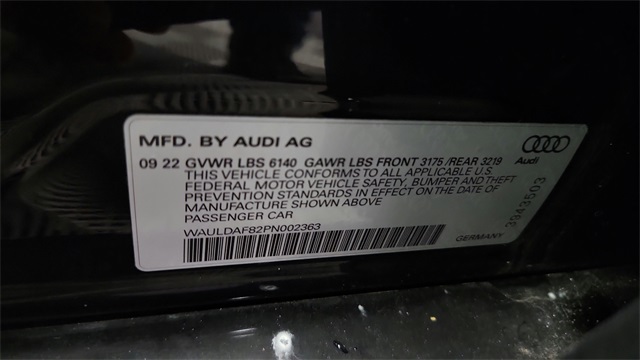 MFD. BY AUDI AG
09 22 GVWR LBS 6140 GAWR LBS FRONT 3175 /REAR 3219
THIS VEHICLE CONFORMS TO ALL APPLICABLE U.S.
FEDERAL MOTOR VEHICLE SAFETY, BUMPER AND THEFT
PREVENTION STANDARDS IN EFFECT ON THE DATE OF
MANUFACTURE SHOWN ABOVE
PASSENGER CAR
WAULDAF82PN002363
GERMANY
Audi
3943503